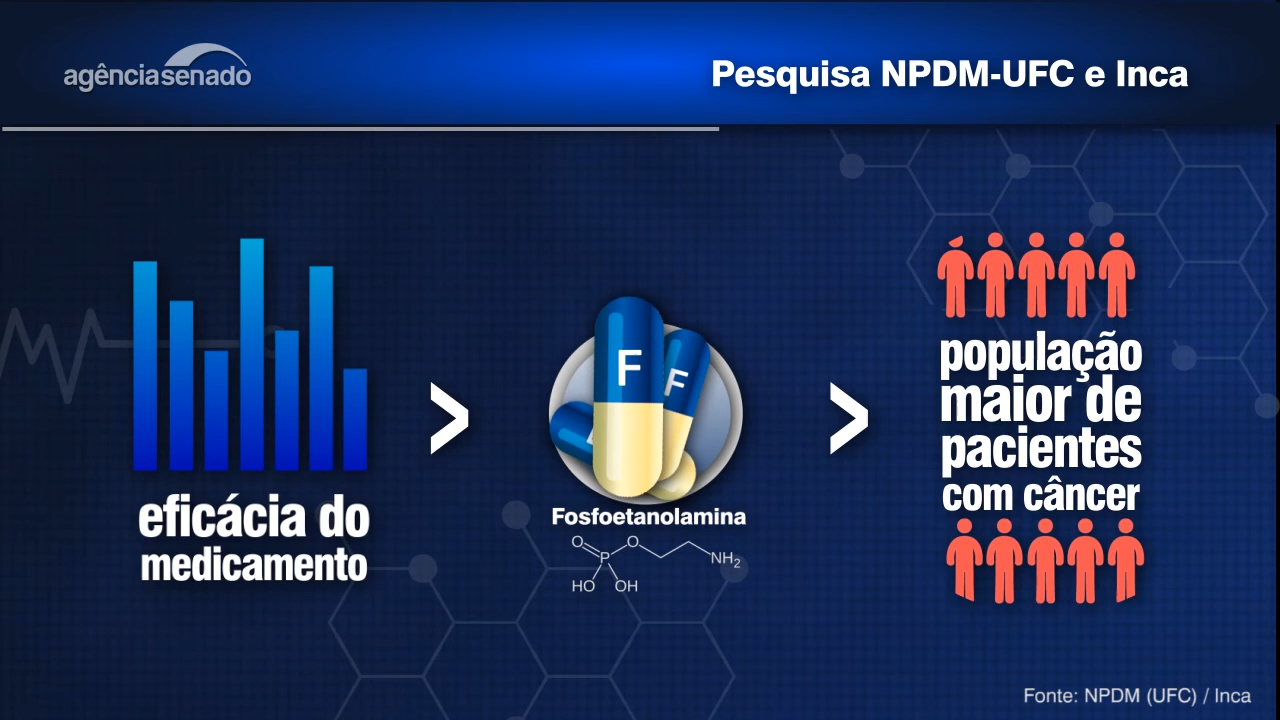 agênciasenado
Pesquisa NPDM-UFC e Inca
eficácia do
medicamento
>
F
F
Fosfoetanolamina
O
O
P
NH2
HO
OH
>
população
maior de
pacientes
com câncer
Fonte: NPDM (UFC) / Inca